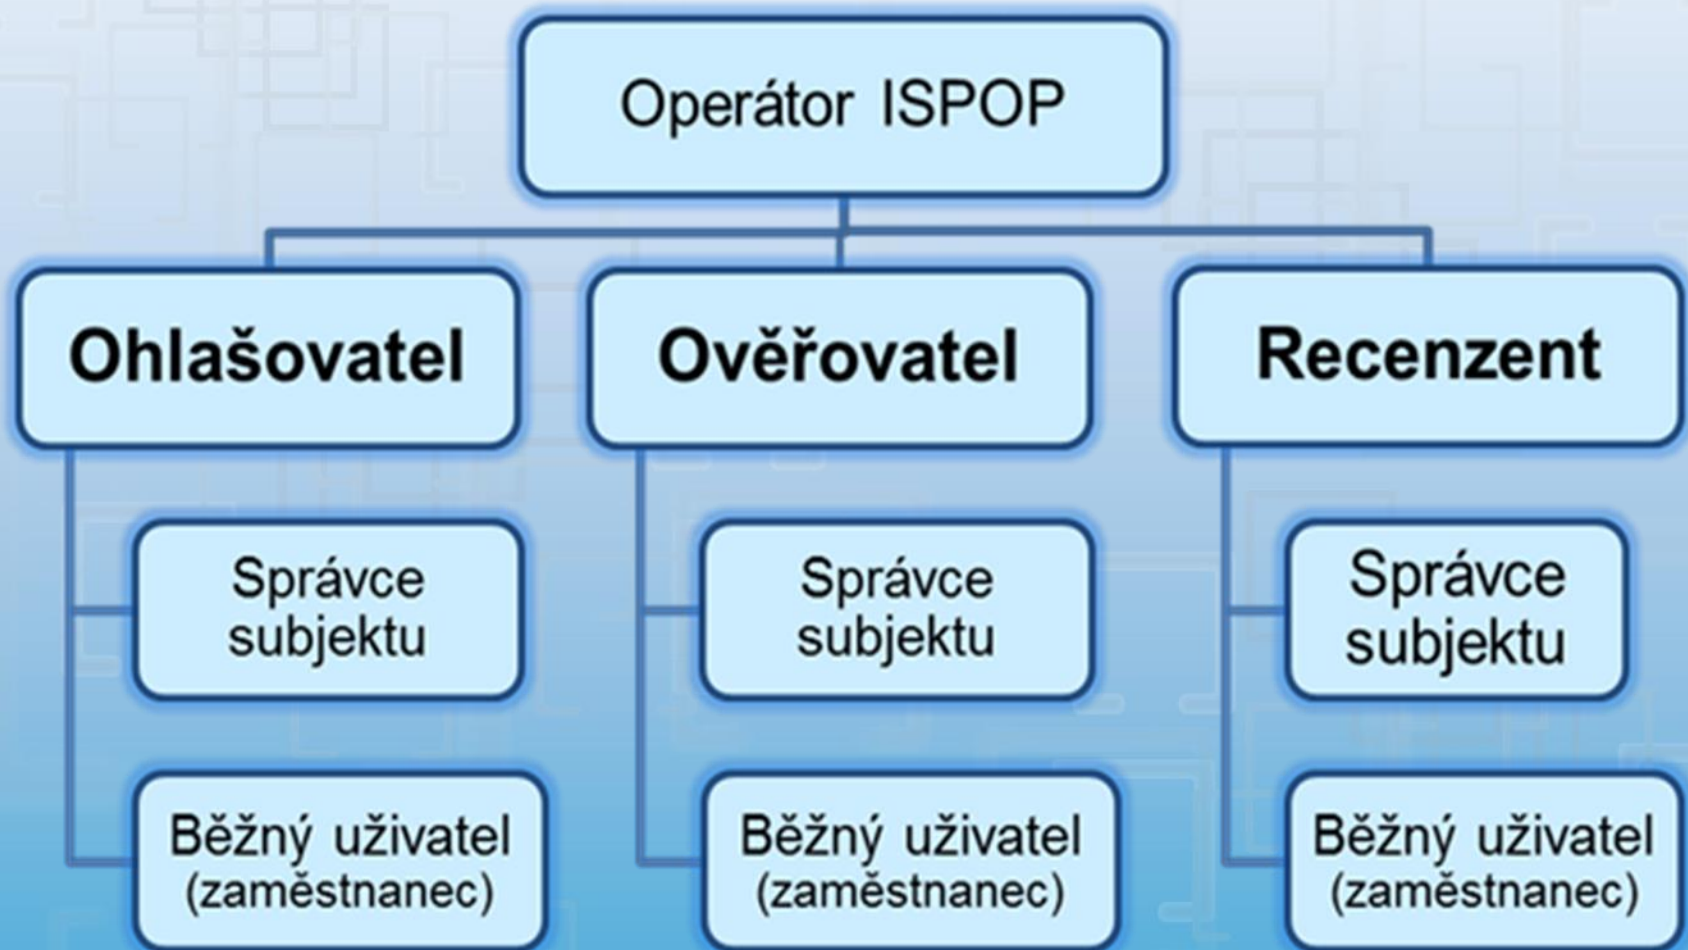 Operátor ISPOP
Ohlašovatel
Ověřovatel
Recenzent
Správce
subjektu
Správce
subjektu
Správce
subjektu
Běžný uživatel
(zaměstnanec)
Běžný uživatel
(zaměstnanec)
Běžný uživatel
(zaměstnanec)